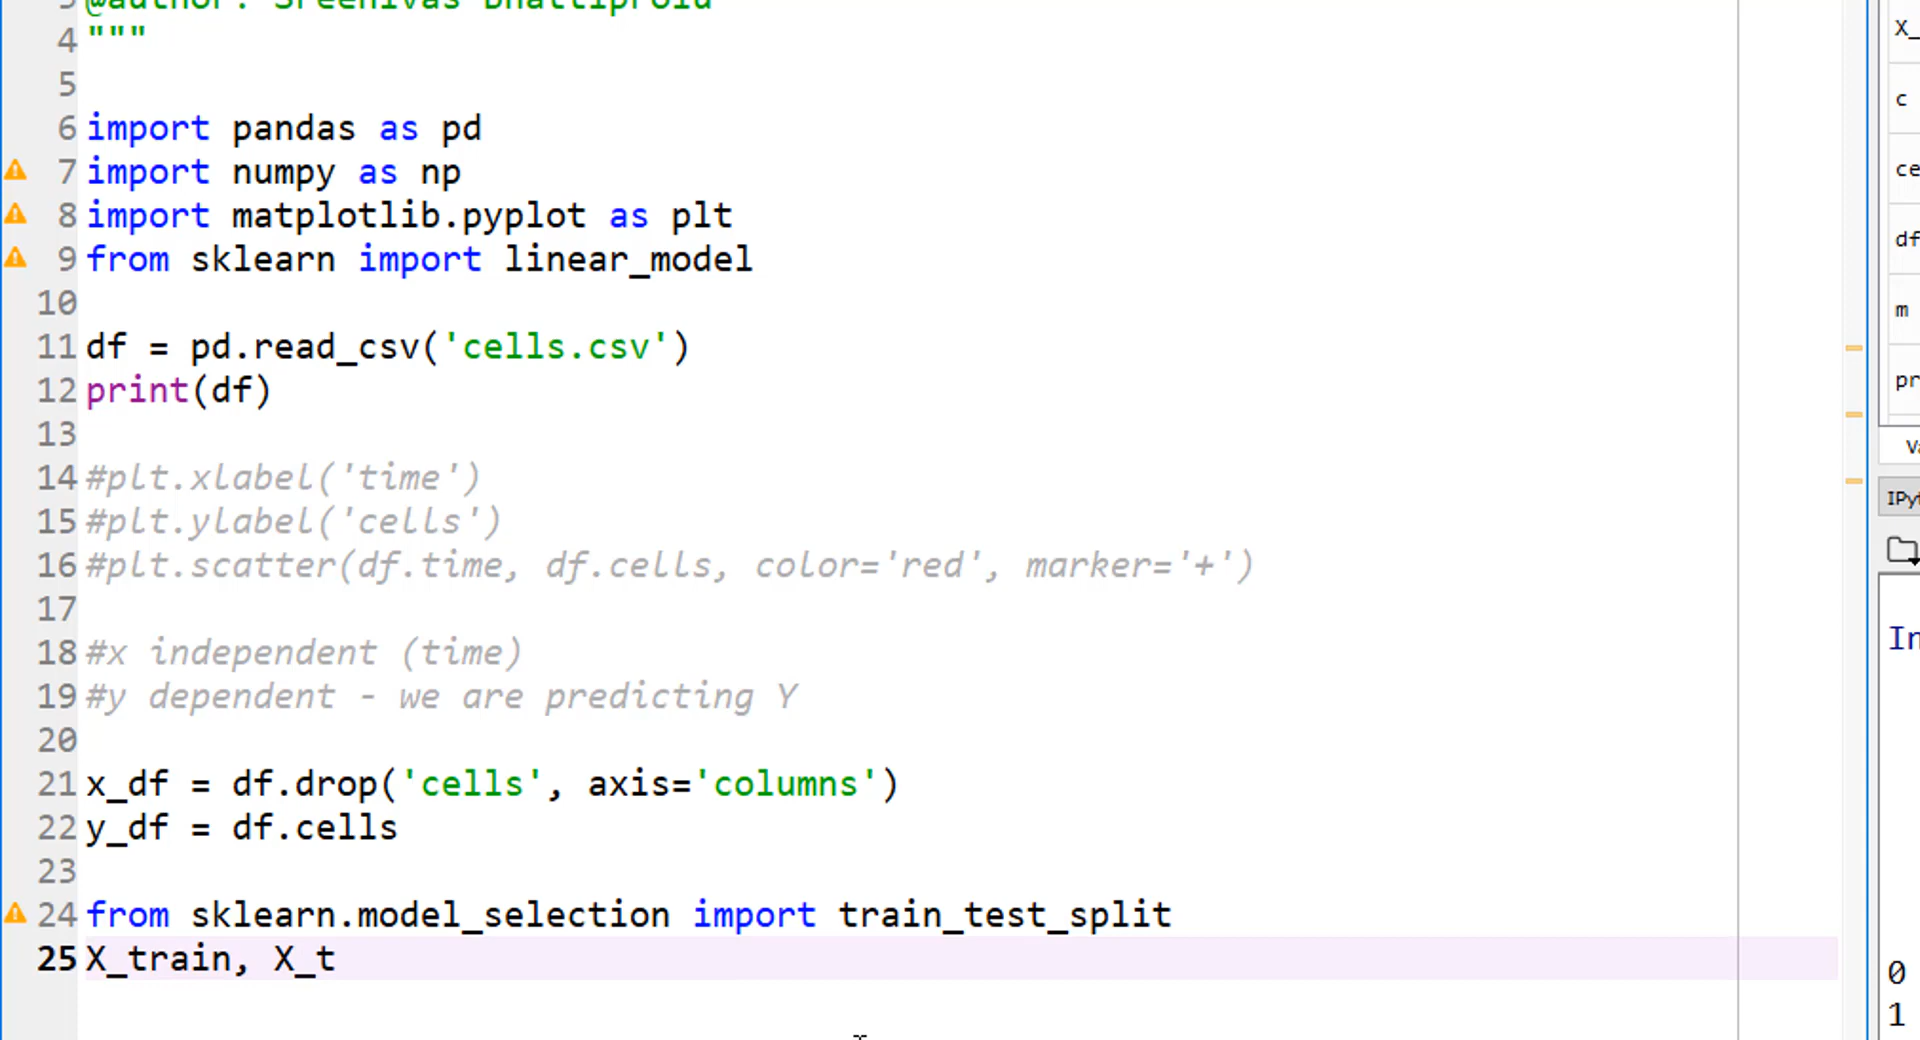 4 """
5
6 import pandas as pd
7 import numpy as np
8 import matplotlib.pyplot as plt
9 from sklearn import linear_model
10
11 df = pd.read_csv('cells.csv')
12 print(df)
13
14 #plt.xlabel('time')
15 #plt.ylabel('cells')
16 #plt.scatter(df.time, df.cells, color='red', marker='+')
17
18 #x independent (time)
19 #y dependent - we are predicting Y
20
21 x_df = df.drop('cells', axis='columns')
22 y_df = df.cells
23
24 from sklearn.model_selection import train_test_split
25 X_train, X_t
X_
c
ce
df
m
pr
In
0
1